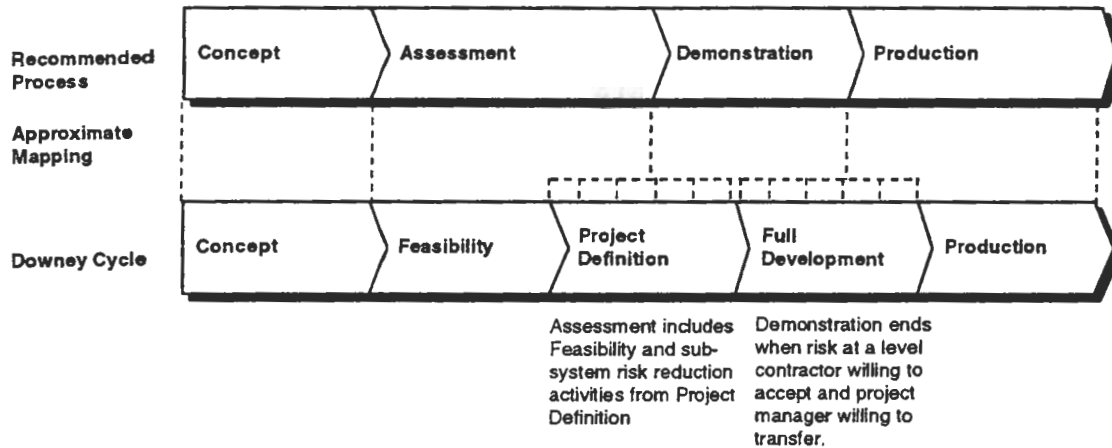 Recommended
Process
Concept
Assessment
Demonstration
Production
Approximate
Mapping
Downey Cycle
Concept
Feasibility
Project
Definition
Full
Development
Production
Assessment includes
Feasibility and sub-
system risk reduction
activities from Project
Definition
Demonstration ends
when risk at a level
contractor willing to
accept and project
manager willing to
transfer.